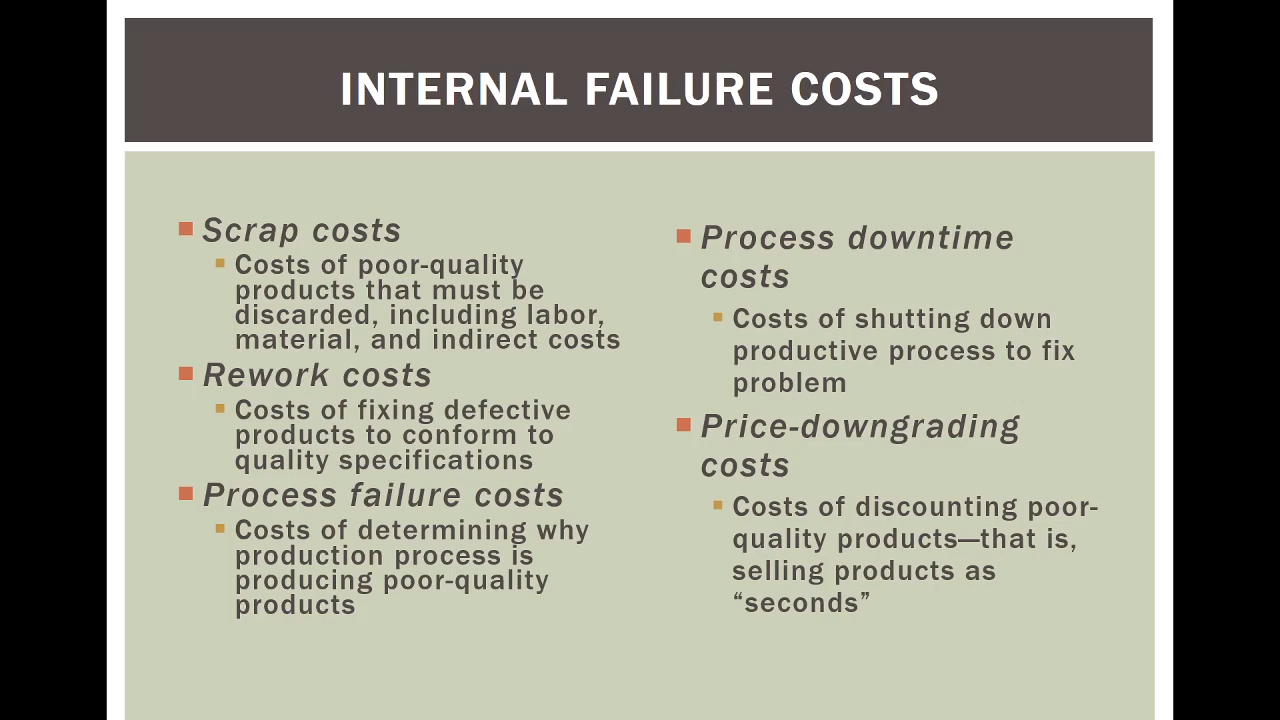 INTERNAL FAILURE COSTS
Scrap costs
Costs of poor-quality
products that must be
discarded, including labor,
material, and indirect costs
Rework costs
Costs of fixing defective
products to conform to
quality specifications
Process failure costs
Costs of determining why
production process is
producing poor-quality
products
Process downtime
costs
Costs of shutting down
productive process to fix
problem
Price-downgrading
costs
Costs of discounting poor-
quality products—that is,
selling products as
“seconds”